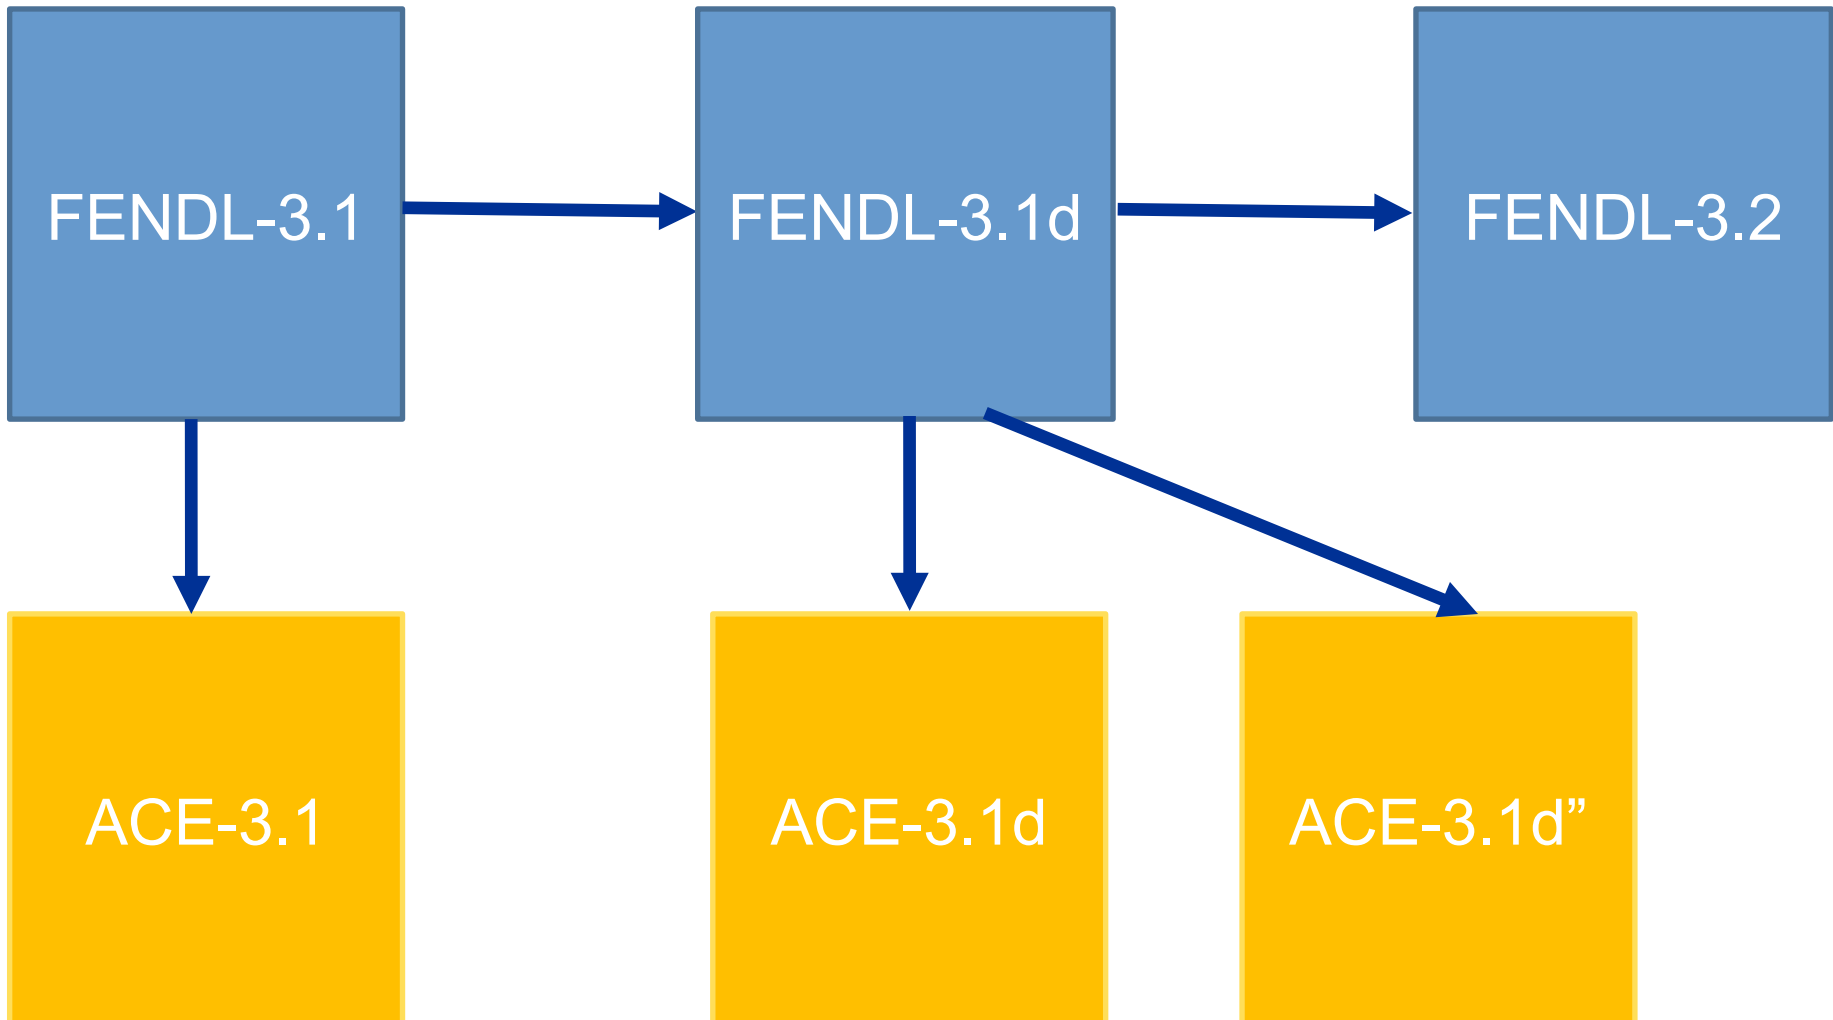 FENDL-3.1
FENDL-3.1d
FENDL-3.2
ACE-3.1
ACE-3.1d
ACE-3.1d”